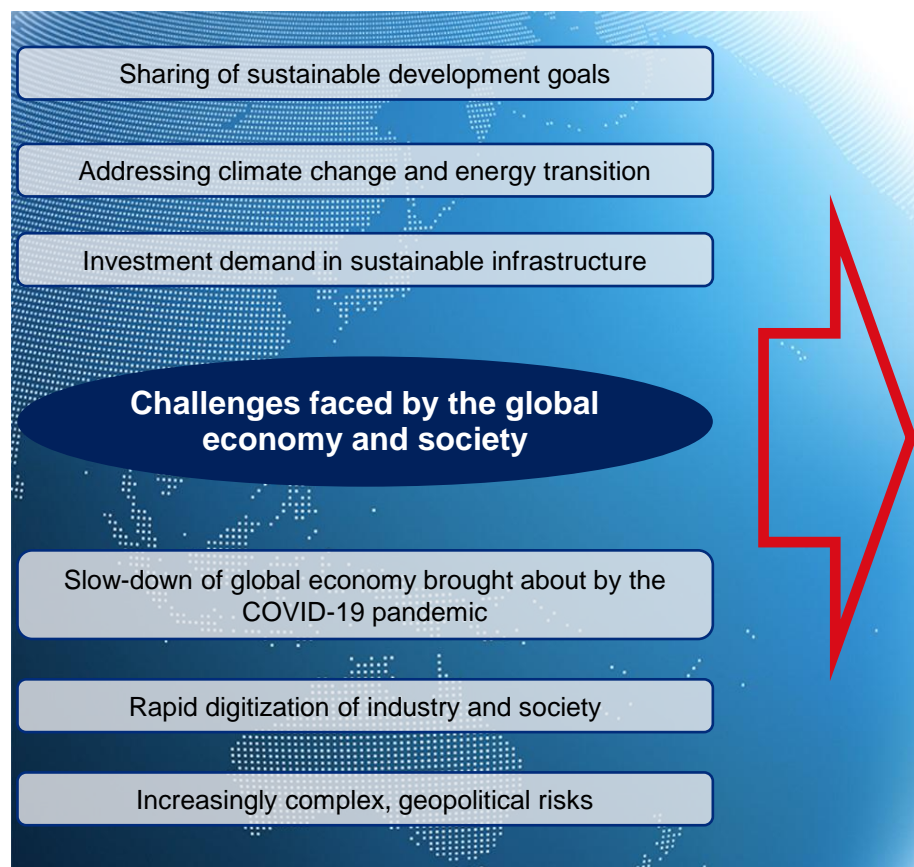 Sharing of sustainable development goals
Addressing climate change and energy transition
Investment demand in sustainable infrastructure
Challenges faced by the global
economy and society
Slow-down of global economy brought about by the
COVID-19 pandemic
Rapid digitization of industry and society
Increasingly complex, geopolitical risks